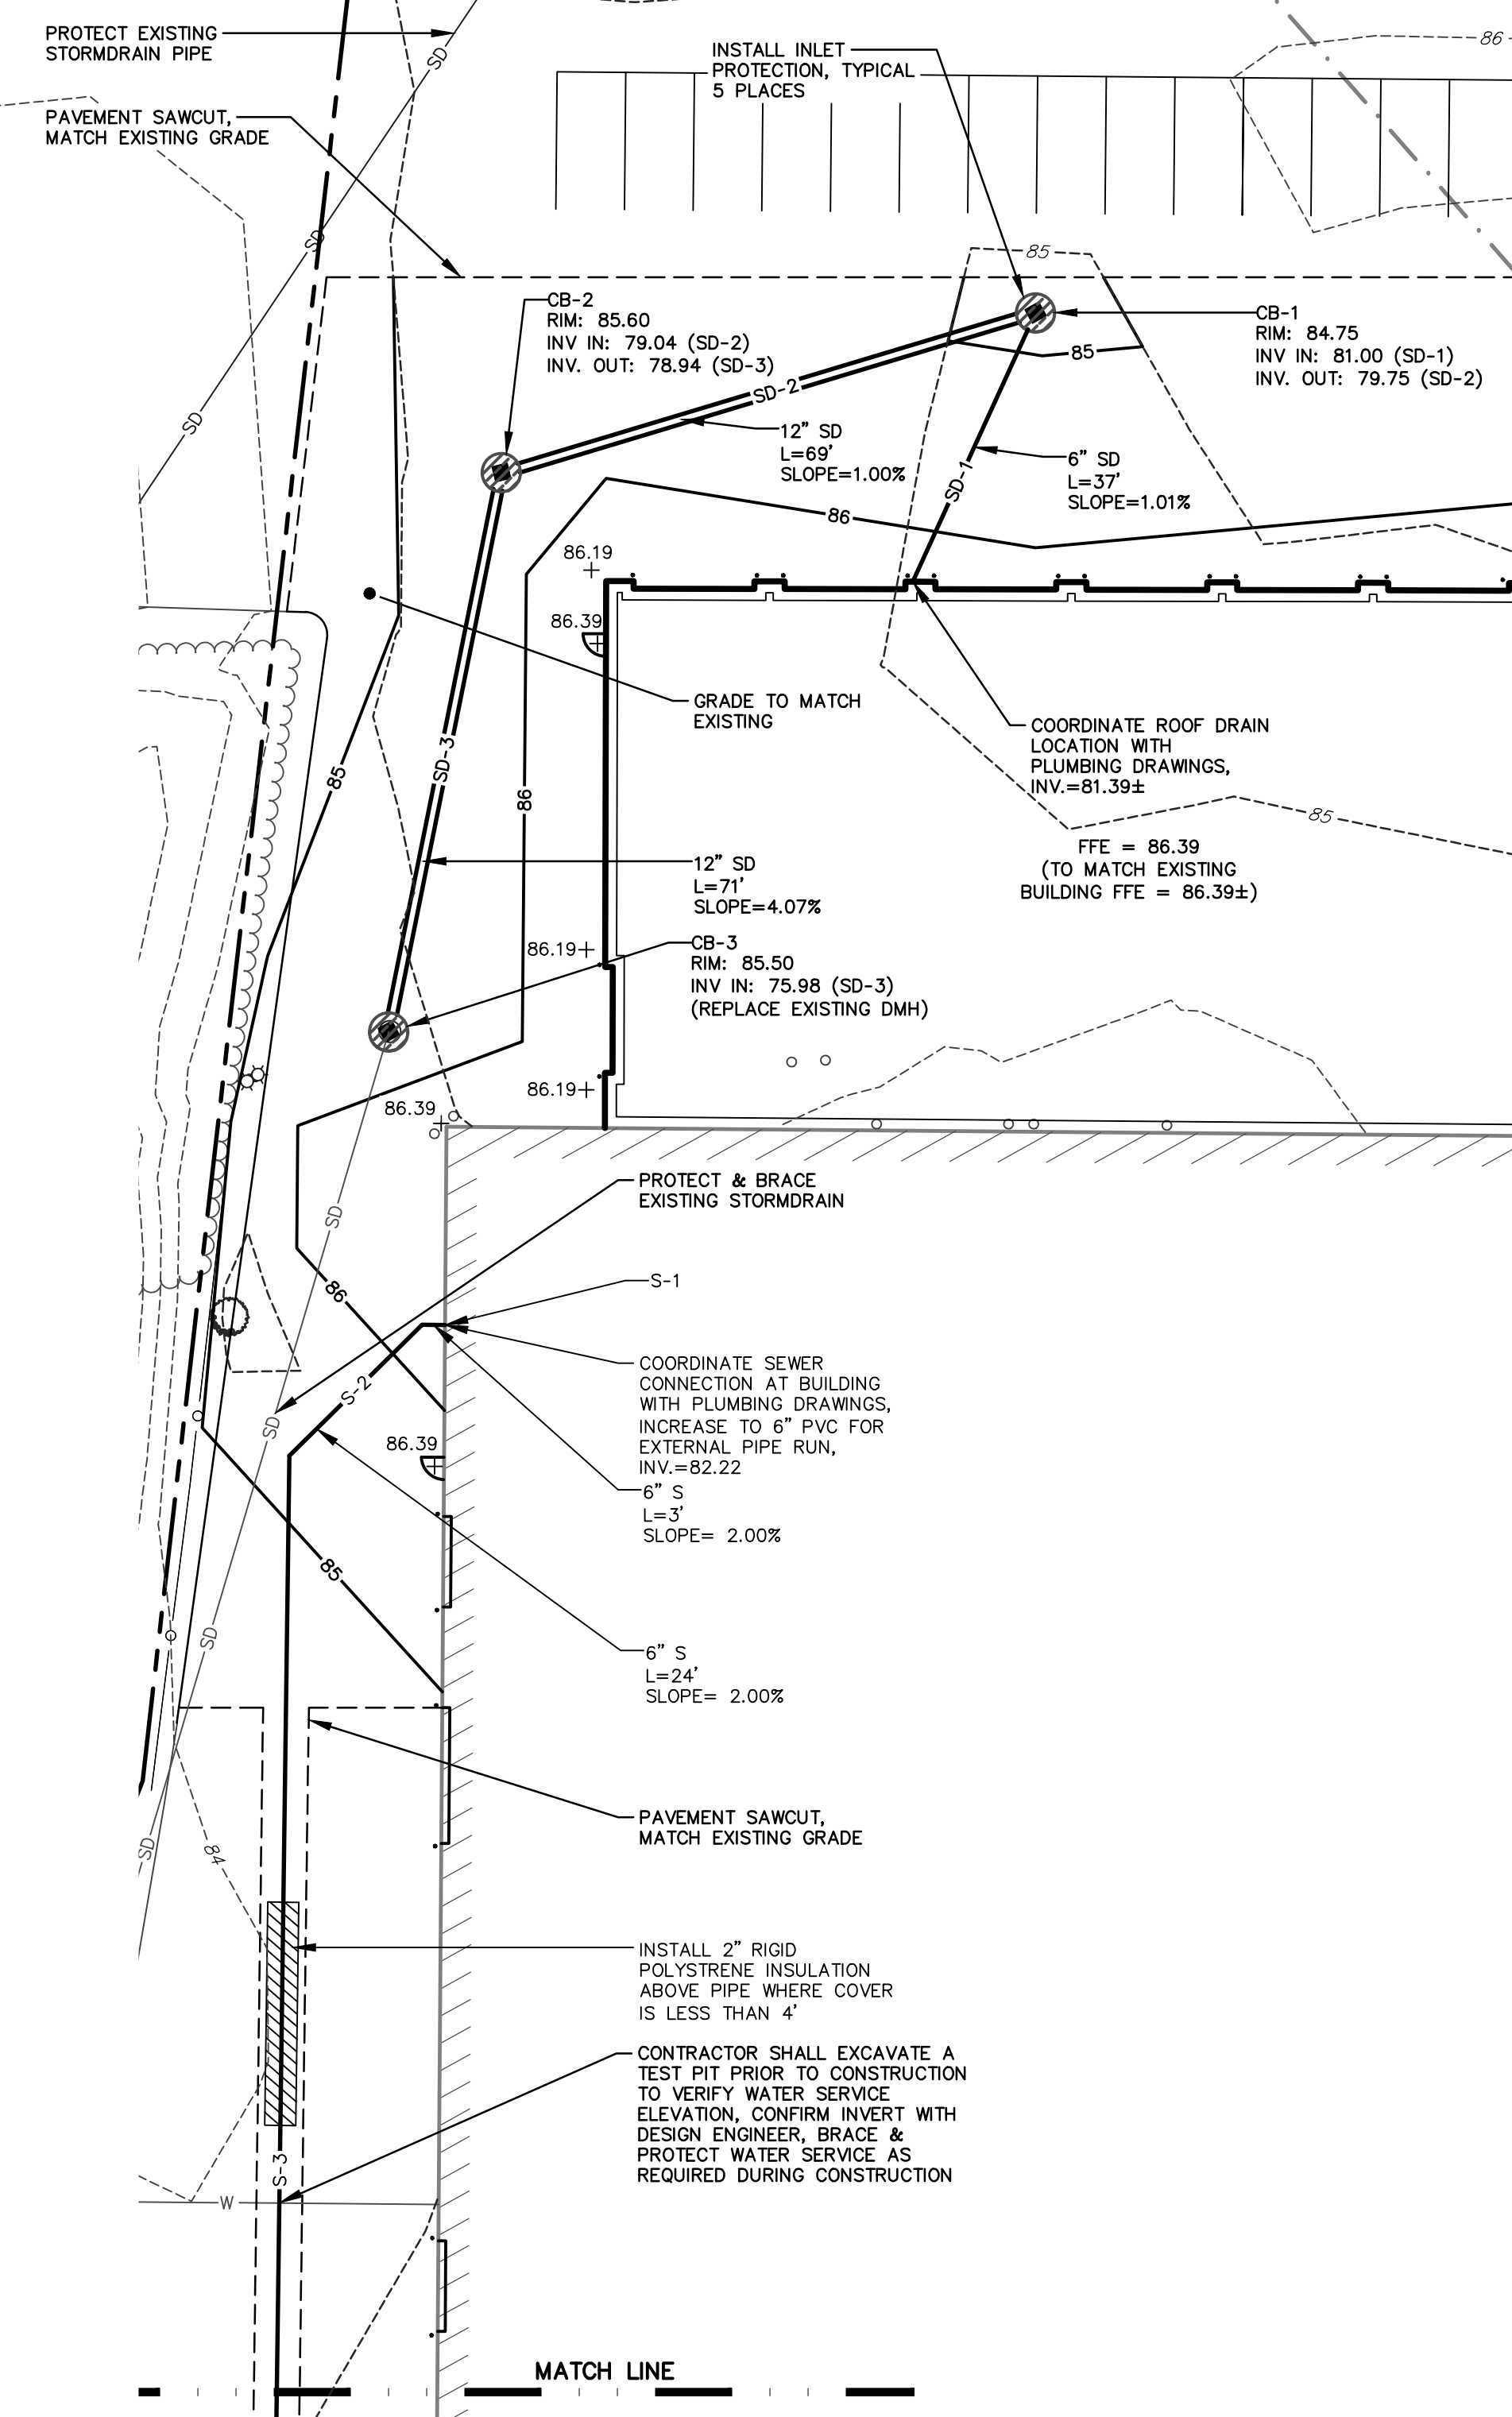 PROTECT EXISTING
STORMDRAIN PIPE
PAVEMENT SAWCUT,
MATCH EXISTING GRADE
INSTALL INLET
PROTECTION, TYPICAL
5 PLACES
86
SD
SD
SD
85
CB-2
RIM: 85.60
INV IN: 79.04 (SD-2)
INV. OUT: 78.94 (SD-3)
CB-1
RIM: 84.75
INV IN: 81.00 (SD-1)
INV. OUT: 79.75 (SD-2)
85
SD-2
12" SD
L=69'
SLOPE=1.00%
SD-1
6" SD
L=37'
SLOPE=1.01%
86
86.19
86.39
GRADE TO MATCH
EXISTING
COORDINATE ROOF DRAIN
LOCATION WITH
PLUMBING DRAWINGS,
INV.=81.39±
85
SD-3
86
85
FFE = 86.39
(TO MATCH EXISTING
BUILDING FFE = 86.39±)
12" SD
L=71'
SLOPE=4.07%
86.19
CB-3
RIM: 85.50
INV IN: 75.98 (SD-3)
(REPLACE EXISTING DMH)
86.19
86.39
PROTECT & BRACE
EXISTING STORMDRAIN
SD
S-1
86
COORDINATE SEWER
CONNECTION AT BUILDING
WITH PLUMBING DRAWINGS,
INCREASE TO 6" PVC FOR
EXTERNAL PIPE RUN,
INV.=82.22
S-2
SD
86.39
6" S
L=3'
SLOPE= 2.00%
85
SD
6" S
L=24'
SLOPE= 2.00%
PAVEMENT SAWCUT,
MATCH EXISTING GRADE
SD
84
INSTALL 2" RIGID
POLYSTRENE INSULATION
ABOVE PIPE WHERE COVER
IS LESS THAN 4'
CONTRACTOR SHALL EXCAVATE A
TEST PIT PRIOR TO CONSTRUCTION
TO VERIFY WATER SERVICE
ELEVATION, CONFIRM INVERT WITH
DESIGN ENGINEER, BRACE &
PROTECT WATER SERVICE AS
REQUIRED DURING CONSTRUCTION
S-3
W
MATCH LINE